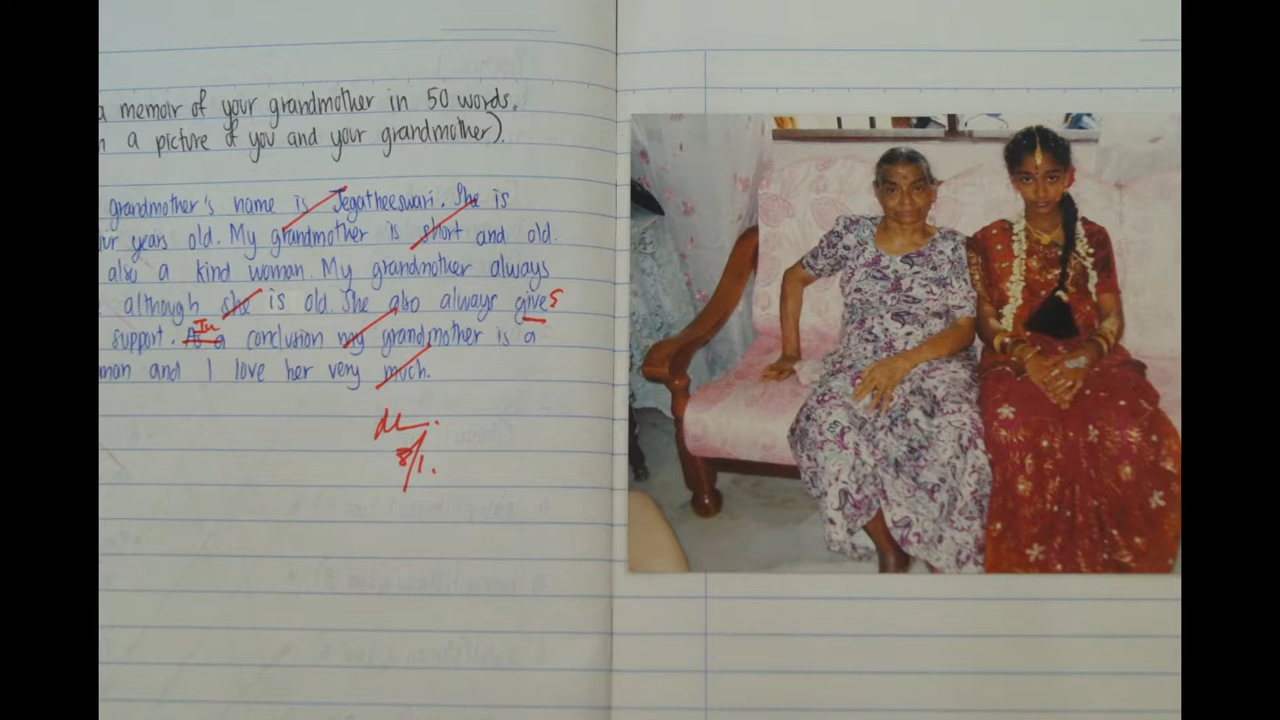 a memoir of your grandmother in 50 words.
a picture of you and your grandmother).
grandmother's name is Jegatheeswari. She is
years old. My grandmother is short and old.
also a kind woman. My grandmother always
although she is old. She also always gives
support. In conclusion my grandmother is a
man and I love her very much.
8/1.